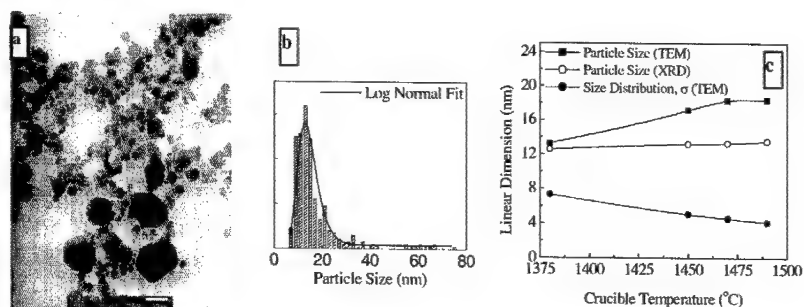 a
b
Log Normal Fit
0
20
40
60
80
Particle Size (nm)
c
Particle Size (TEM)
Particle Size (XRD)
Size Distribution, σ (TEM)
24
20
16
12
8
4
0
Linear Dimension (nm)
1375
1400
1425
1450
1475
1500
Crucible Temperature (°C)